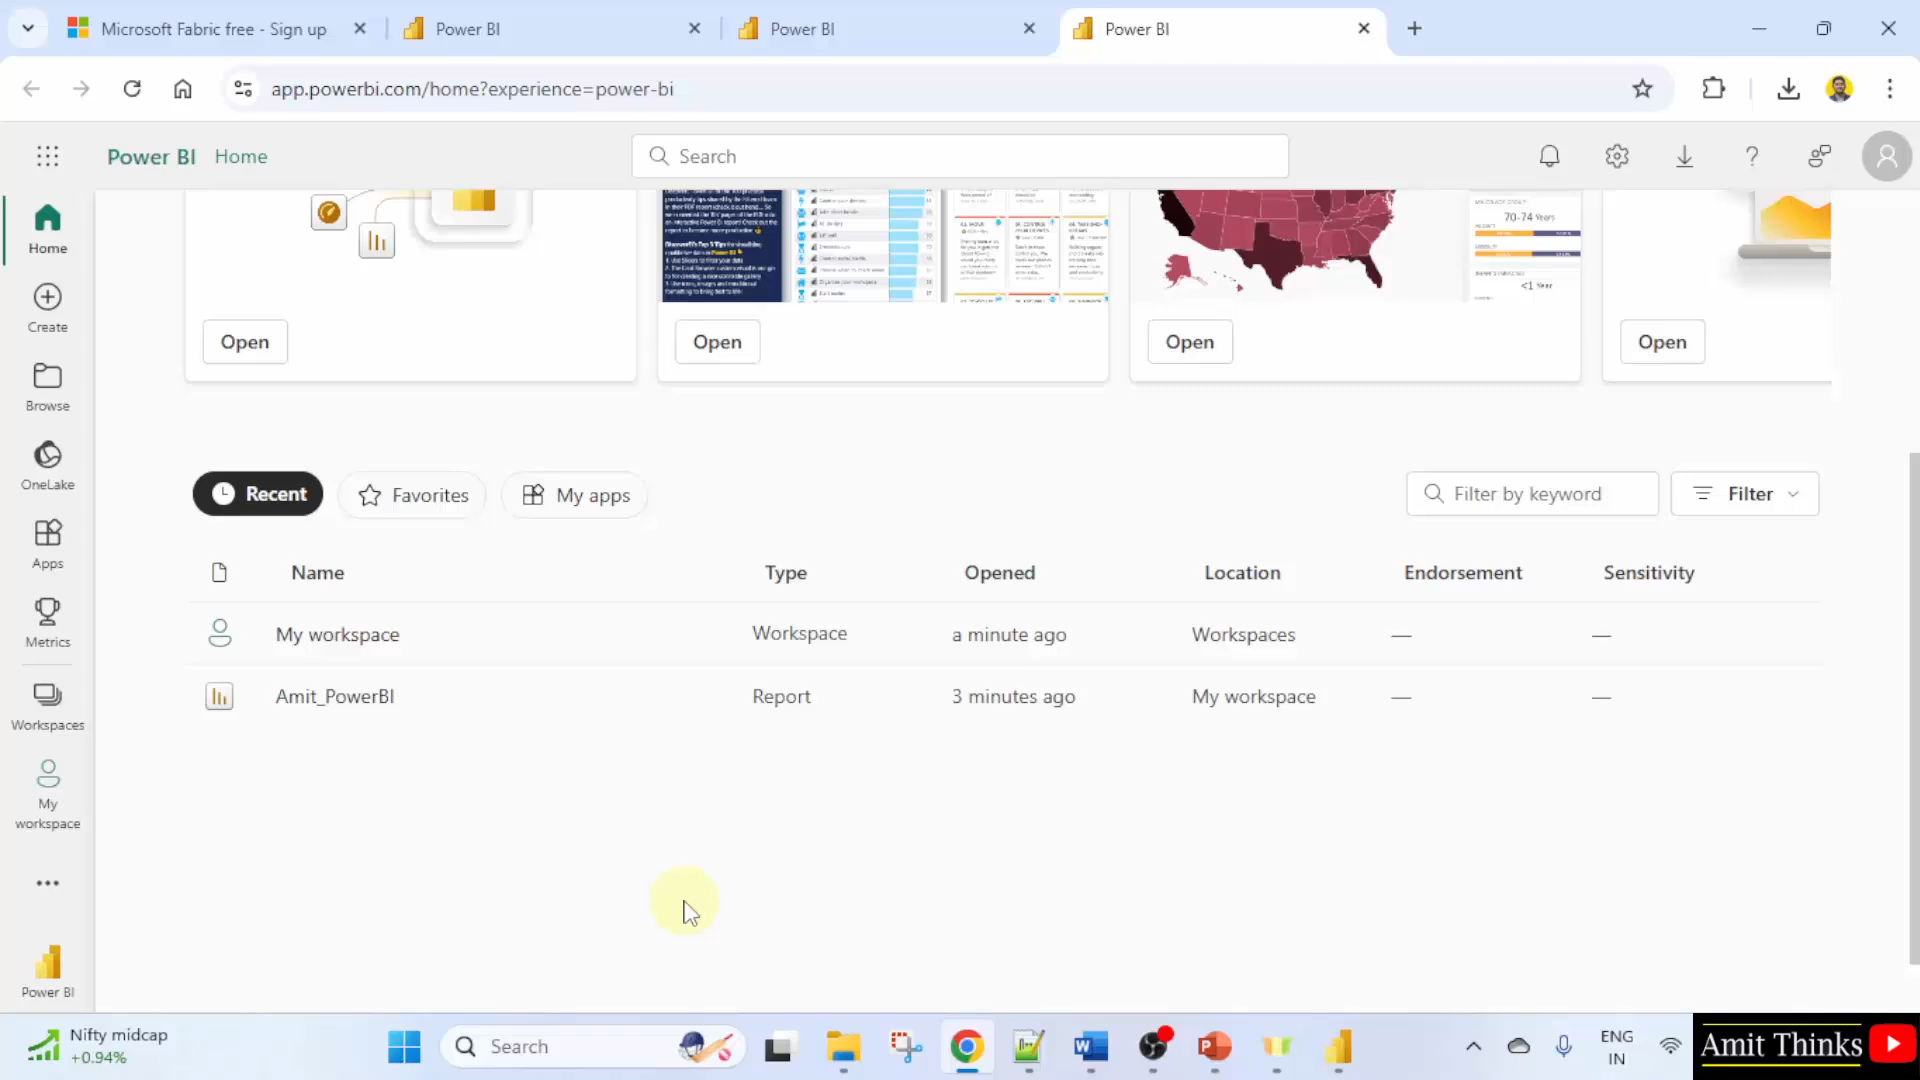 Microsoft Fabric free - Sign up
Power BI
Power BI
Power BI
app.powerbi.com/home?experience=power-bi
Power BI Home
Search
Home
Create
Browse
OneLake
Apps
Metrics
Workspaces
My
workspace
Power BI
70-74 Years
<1 Year
Open
Open
Open
Open
Recent
Favorites
My apps
Filter by keyword
Filter
Name Type Opened Location Endorsement Sensitivity
My workspace Workspace a minute ago Workspaces — —
Amit_PowerBI Report 3 minutes ago My workspace — —
Nifty midcap
+0.94%
Search
ENG
IN
Amit Thinks